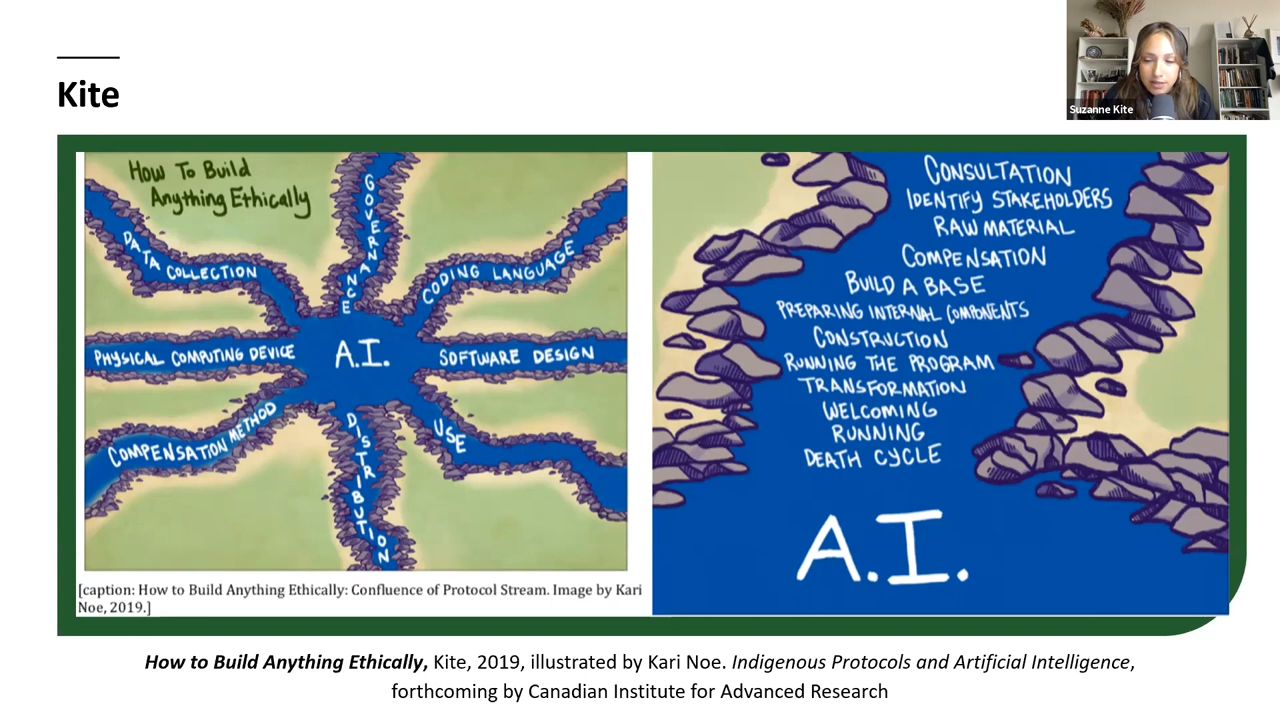 Kite
Suzanne Kite
How To Build
Anything Ethically
GOVERNANCE
DATA COLLECTION
CODING LANGUAGE
PHYSICAL COMPUTING DEVICE
A.I.
SOFTWARE DESIGN
COMPENSATION METHOD
DISTRIBUTION
USE
[caption: How to Build Anything Ethically: Confluence of Protocol Stream. Image by Kari
Noe, 2019.]
CONSULTATION
IDENTIFY STAKEHOLDERS
RAW MATERIAL
COMPENSATION
BUILD A BASE
PREPARING INTERNAL COMPONENTS
CONSTRUCTION
RUNNING THE PROGRAM
TRANSFORMATION
WELCOMING
RUNNING
DEATH CYCLE
A.I.
How to Build Anything Ethically, Kite, 2019, illustrated by Kari Noe. Indigenous Protocols and Artificial Intelligence,
forthcoming by Canadian Institute for Advanced Research